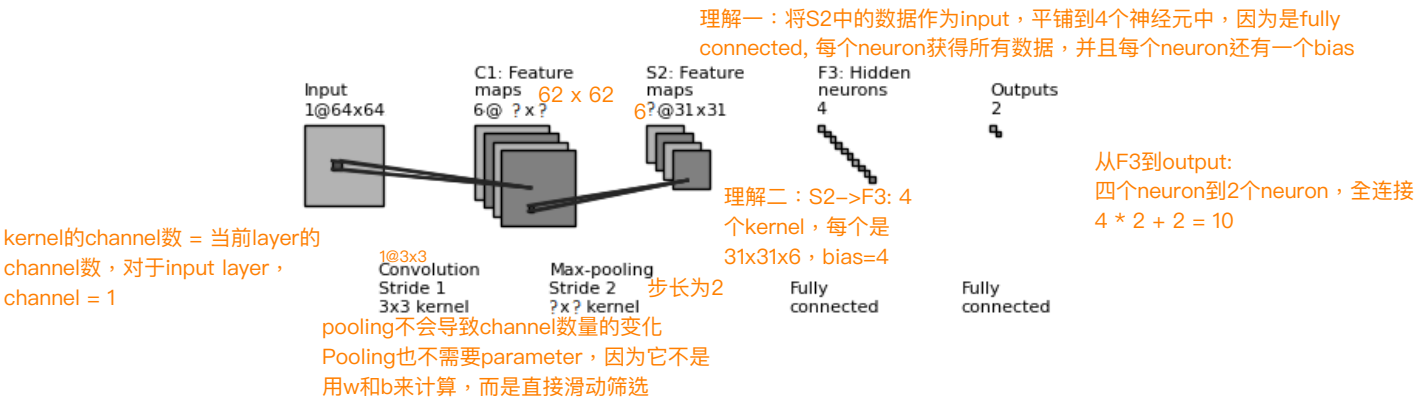 理解一：将S2中的数据作为input，平铺到4个神经元中，因为是fully
connected, 每个neuron获得所有数据，并且每个neuron还有一个bias
Input
1@64x64
C1: Feature
maps
6@ ?x?
62 x 62
S2: Feature
maps
6
?@31x31
F3: Hidden
neurons
4
Outputs
2
从F3到output:
四个neuron到2个neuron，全连接
4 * 2 + 2 = 10
理解二：S2->F3: 4
个kernel，每个是
31x31x6，bias=4
kernel的channel数 = 当前layer的
channel数，对于input layer，
channel = 1
1@3x3
Convolution
Stride 1
3x3 kernel
Max-pooling
Stride 2
?x? kernel
步长为2
Fully
connected
Fully
connected
pooling不会导致channel数量的变化
Pooling也不需要parameter，因为它不是
用w和b来计算，而是直接滑动筛选